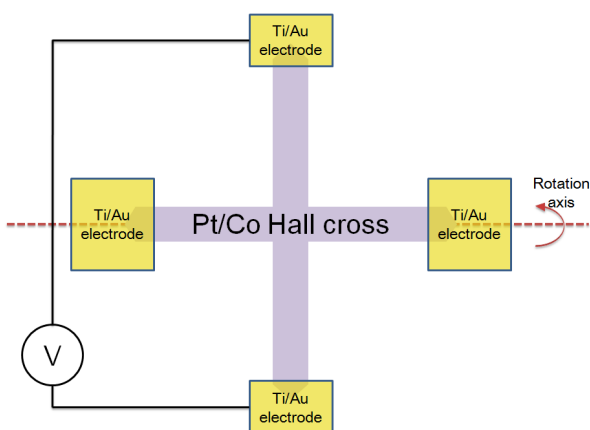 Ti/Au
electrode
Ti/Au
electrode
Pt/Co Hall cross
Ti/Au
electrode
Rotation
axis
V
Ti/Au
electrode